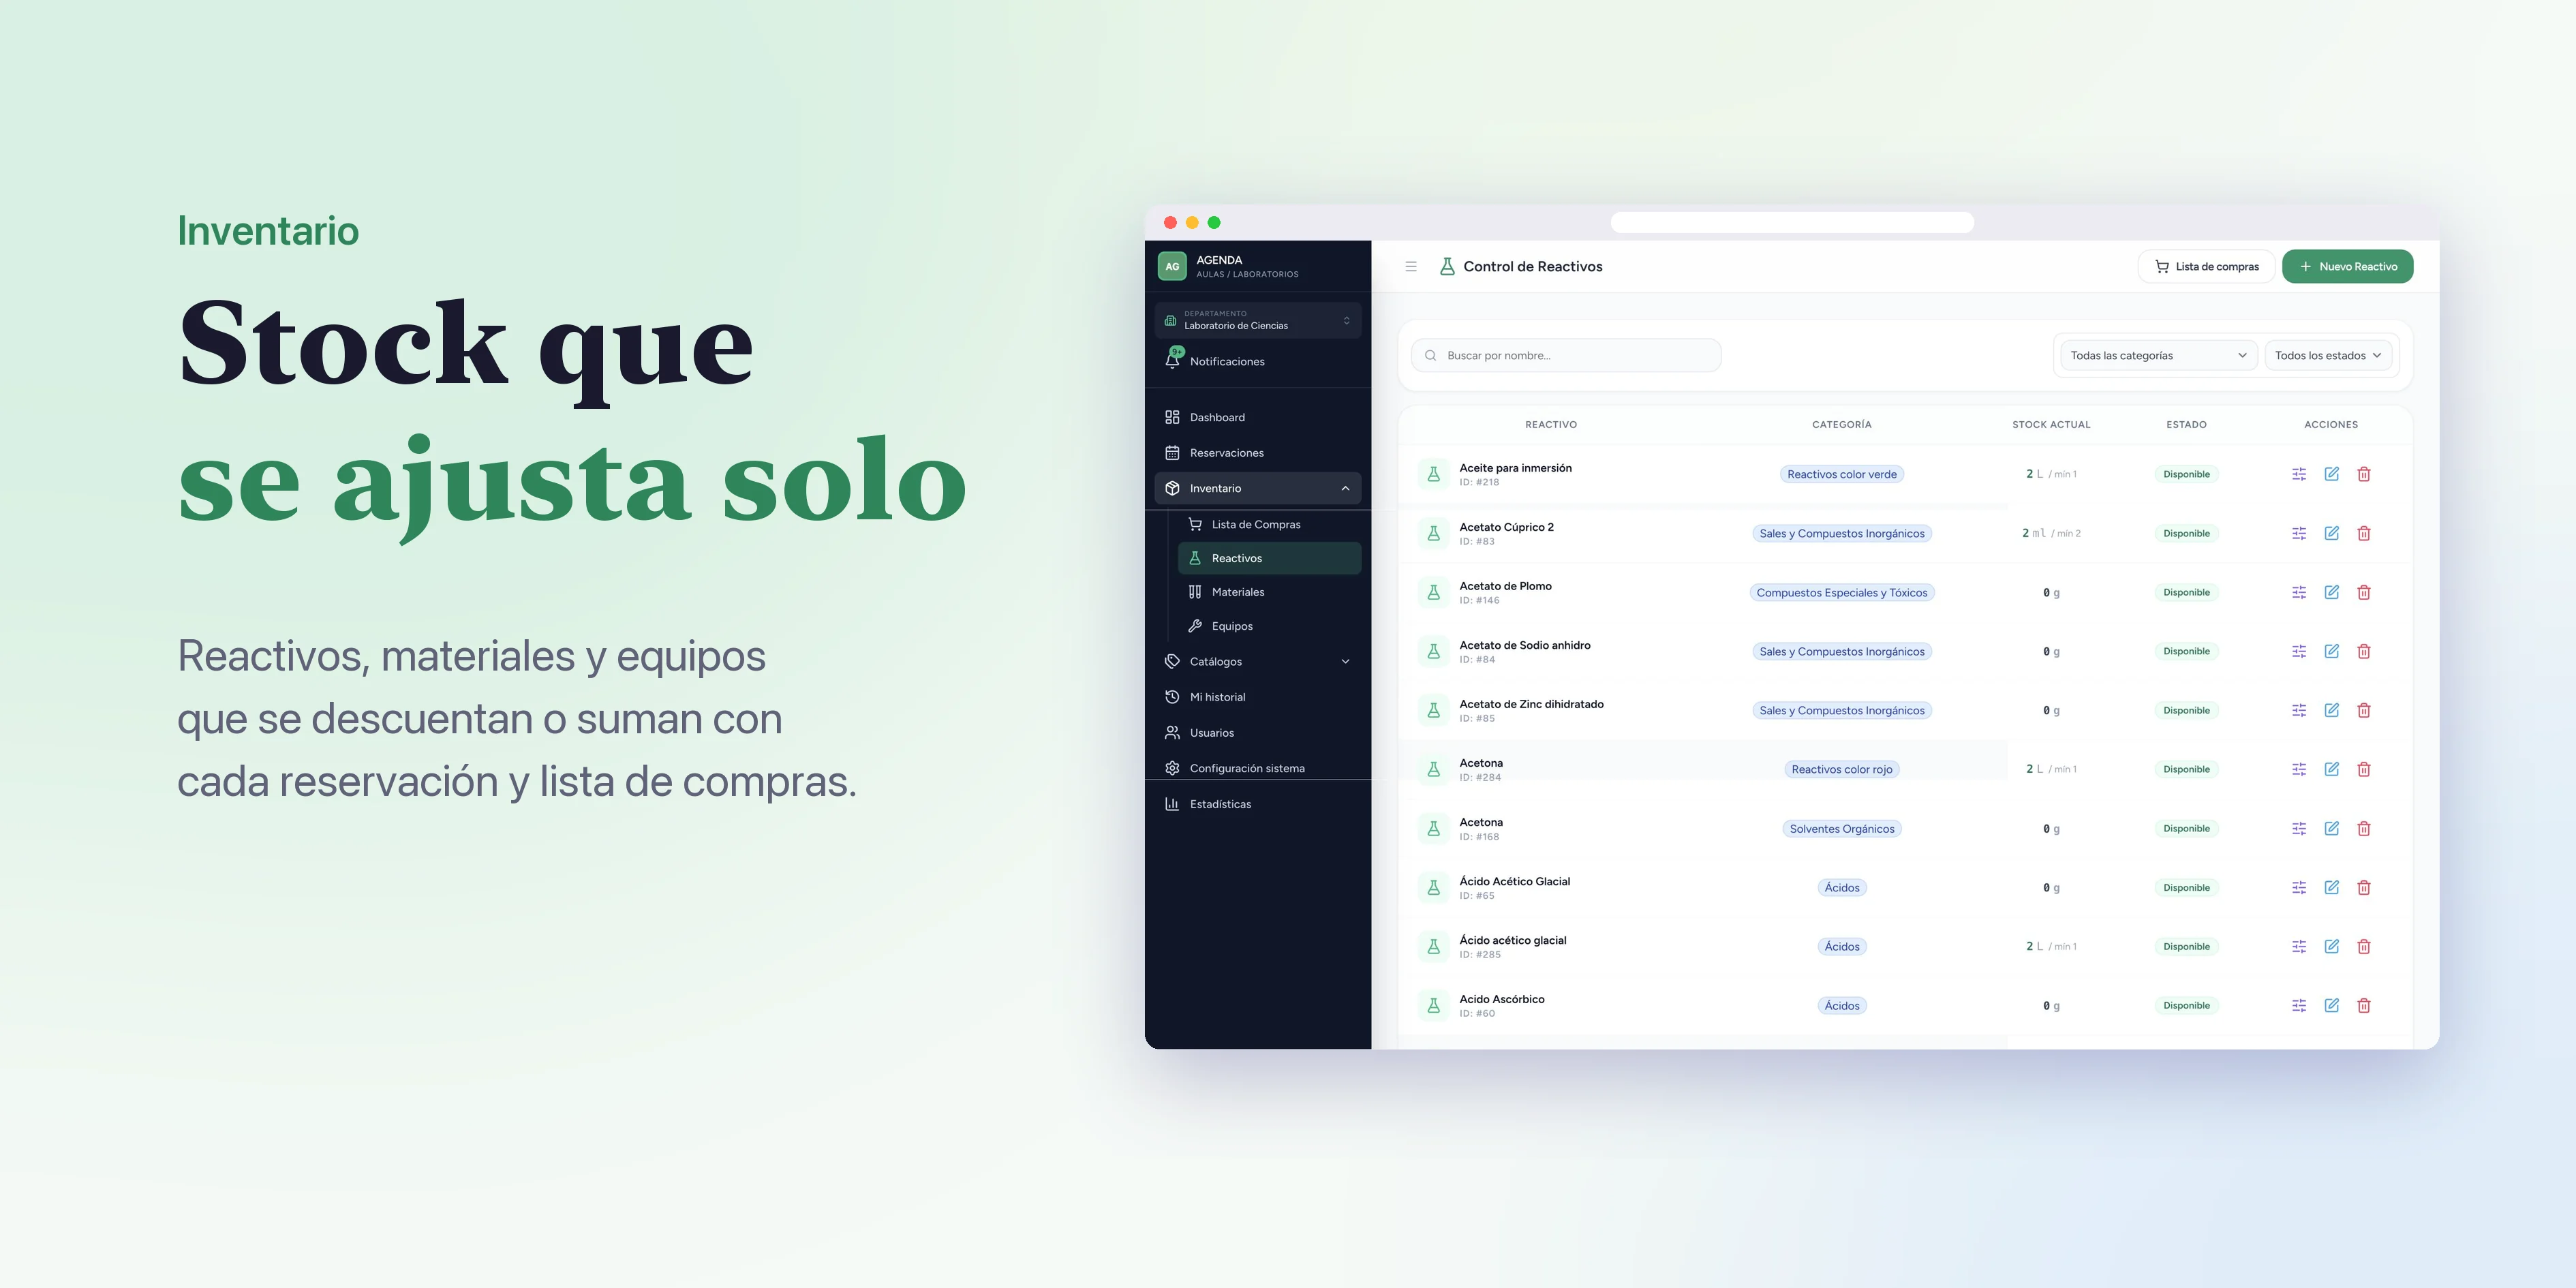 Inventario
Stock que
se ajusta solo
Reactivos, materiales y equipos
que se descuentan o suman con
cada reservación y lista de compras.
AG
AGENDA
AULAS / LABORATORIOS
DEPARTAMENTO
Laboratorio de Ciencias
9+
Notificaciones
Dashboard
Reservaciones
Inventario
Lista de Compras
Reactivos
Materiales
Equipos
Catálogos
Mi historial
Usuarios
Configuración sistema
Estadísticas
Control de Reactivos
Lista de compras
+ Nuevo Reactivo
Buscar por nombre...
Todas las categorías
Todos los estados
REACTIVO CATEGORÍA STOCK ACTUAL ESTADO ACCIONES
Aceite para inmersión
ID: #218
Reactivos color verde
2 L / mín 1
Disponible
Acetato Cúprico 2
ID: #83
Sales y Compuestos Inorgánicos
2 ml / mín 2
Disponible
Acetato de Plomo
ID: #146
Compuestos Especiales y Tóxicos
0 g
Disponible
Acetato de Sodio anhidro
ID: #84
Sales y Compuestos Inorgánicos
0 g
Disponible
Acetato de Zinc dihidratado
ID: #85
Sales y Compuestos Inorgánicos
0 g
Disponible
Acetona
ID: #284
Reactivos color rojo
2 L / mín 1
Disponible
Acetona
ID: #168
Solventes Orgánicos
0 g
Disponible
Ácido Acético Glacial
ID: #65
Ácidos
0 g
Disponible
Ácido acético glacial
ID: #285
Ácidos
2 L / mín 1
Disponible
Acido Ascórbico
ID: #60
Ácidos
0 g
Disponible